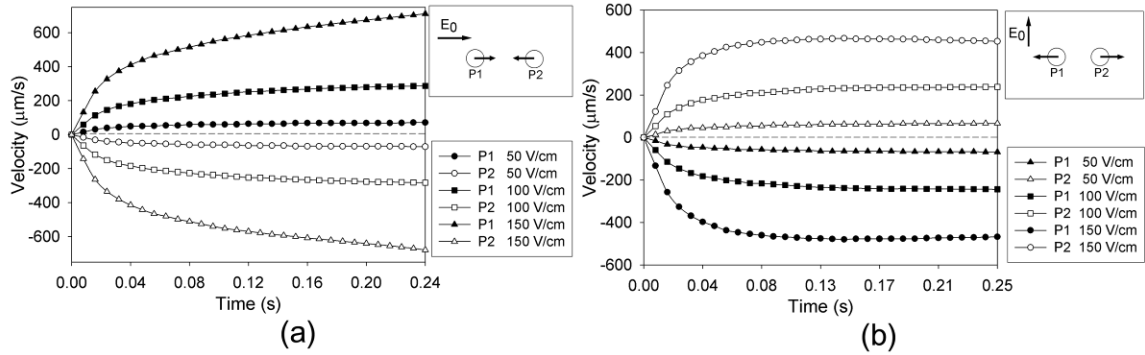 600
400
200
0
-200
-400
-600
Velocity (μm/s)
0.00 0.04 0.08 0.12 0.16 0.20 0.24
Time (s)
E0
P1 P2
P1 50 V/cm
P2 50 V/cm
P1 100 V/cm
P2 100 V/cm
P1 150 V/cm
P2 150 V/cm
(a)
600
400
200
0
-200
-400
-600
Velocity (μm/s)
0.00 0.04 0.08 0.13 0.17 0.21 0.25
Time (s)
E0
P1 P2
P1 50 V/cm
P2 50 V/cm
P1 100 V/cm
P2 100 V/cm
P1 150 V/cm
P2 150 V/cm
(b)